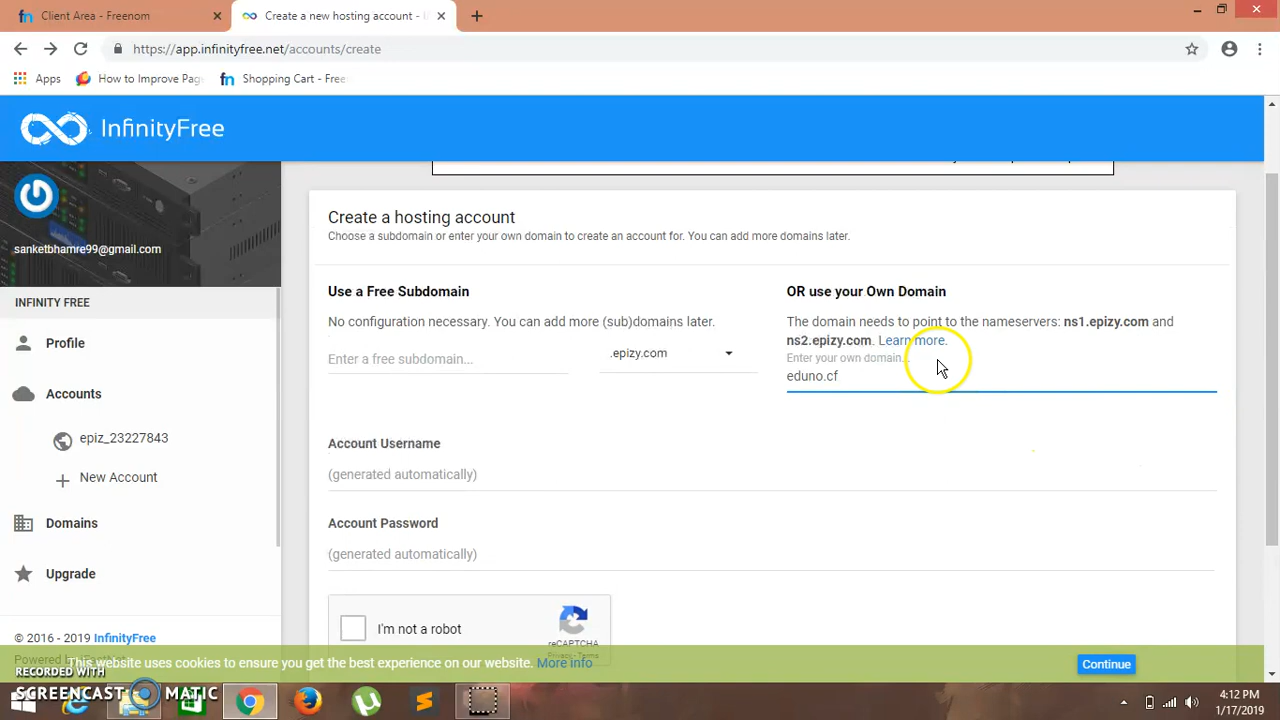 Client Area - Freenom
Create a new hosting account - U
https://app.infinityfree.net/accounts/create
Apps
How to Improve Page
Shopping Cart - Free
InfinityFree
sanketbhamre99@gmail.com
INFINITY FREE
Profile
Accounts
epiz_23227843
New Account
Domains
Upgrade
© 2016 - 2019 InfinityFree
Powered by
Create a hosting account
Choose a subdomain or enter your own domain to create an account for. You can add more domains later.
Use a Free Subdomain
No configuration necessary. You can add more (sub)domains later.
Enter a free subdomain...
.epizy.com
OR use your Own Domain
The domain needs to point to the nameservers: ns1.epizy.com and
ns2.epizy.com. Learn more.
Enter your own domain...
eduno.cf
Account Username
(generated automatically)
Account Password
(generated automatically)
I'm not a robot
reCAPTCHA
Privacy - Terms
This website uses cookies to ensure you get the best experience on our website. More info
Continue
RECORDED WITH
SCREENCAST MATIC
4:12 PM
1/17/2019